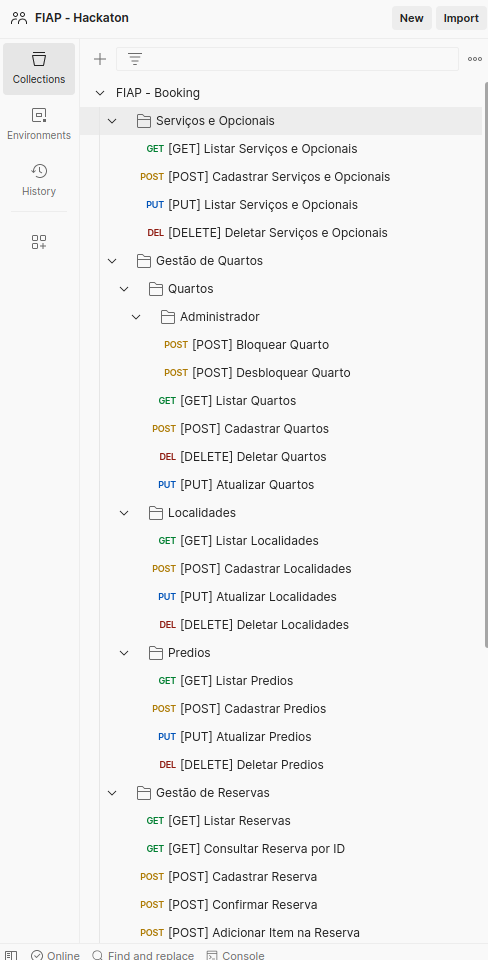 FIAP - Hackaton
New
Import
Collections
Environments
History
FIAP - Booking
Serviços e Opcionais
GET [GET] Listar Serviços e Opcionais
POST [POST] Cadastrar Serviços e Opcionais
PUT [PUT] Listar Serviços e Opcionais
DEL [DELETE] Deletar Serviços e Opcionais
Gestão de Quartos
Quartos
Administrador
POST [POST] Bloquear Quarto
POST [POST] Desbloquear Quarto
GET [GET] Listar Quartos
POST [POST] Cadastrar Quartos
DEL [DELETE] Deletar Quartos
PUT [PUT] Atualizar Quartos
Localidades
GET [GET] Listar Localidades
POST [POST] Cadastrar Localidades
PUT [PUT] Atualizar Localidades
DEL [DELETE] Deletar Localidades
Predios
GET [GET] Listar Predios
POST [POST] Cadastrar Predios
PUT [PUT] Atualizar Predios
DEL [DELETE] Deletar Predios
Gestão de Reservas
GET [GET] Listar Reservas
GET [GET] Consultar Reserva por ID
POST [POST] Cadastrar Reserva
POST [POST] Confirmar Reserva
POST [POST] Adicionar Item na Reserva
Online
Find and replace
Console